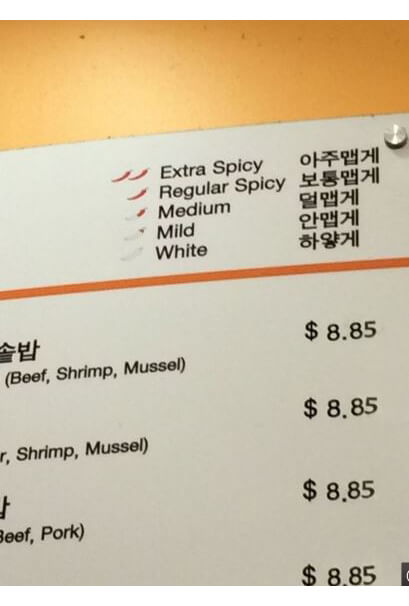 Extra Spicy 아주맵게
Regular Spicy 보통맵게
Medium 덜맵게
Mild 안맵게
White 하얗게
솥밥
$ 8.85
(Beef, Shrimp, Mussel)
$ 8.85
Shrimp, Mussel)
$ 8.85
Beef, Pork)
$ 8.85